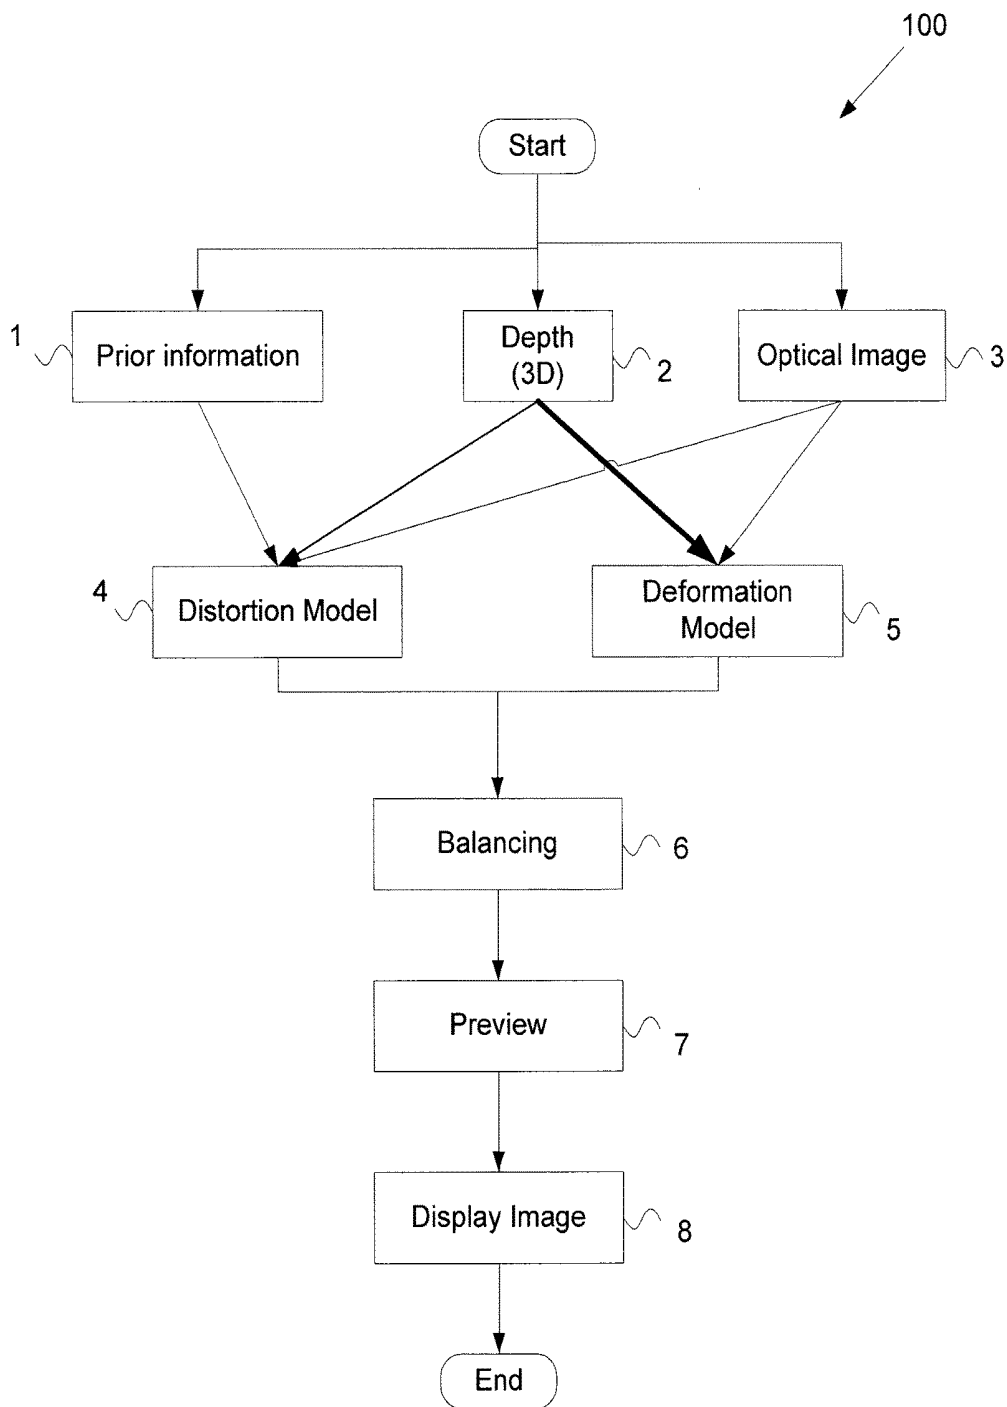 100
Start
1
Prior information
Depth
(3D)
2
Optical Image
3
4
Distortion Model
Deformation
Model
5
Balancing
6
Preview
7
Display Image
8
End